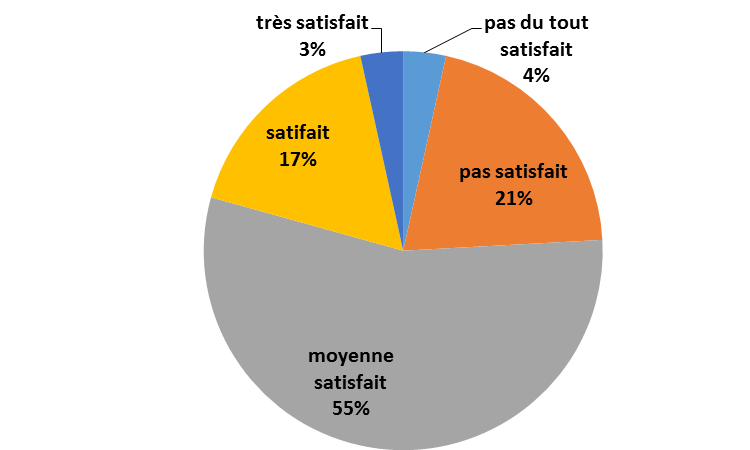 très satisfait
3%
pas du tout
satisfait
4%
satifait
17%
pas satisfait
21%
moyenne
satisfait
55%